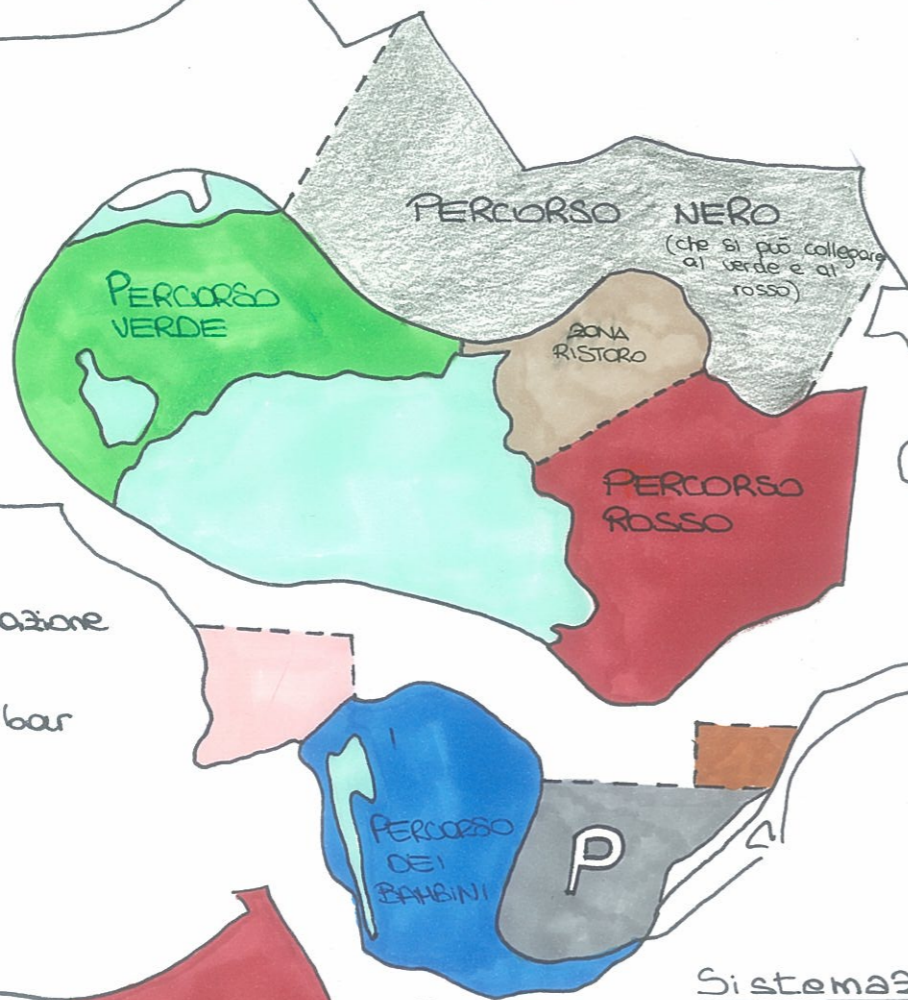 PERCORSO NERO
(che si può collegare
al verde e al
rosso)
PERCORSO
VERDE
ZONA
RISTORO
PERCORSO
ROSSO
azione
bar
PERCORSO
DEI
BAMBINI
P
Sistemaz